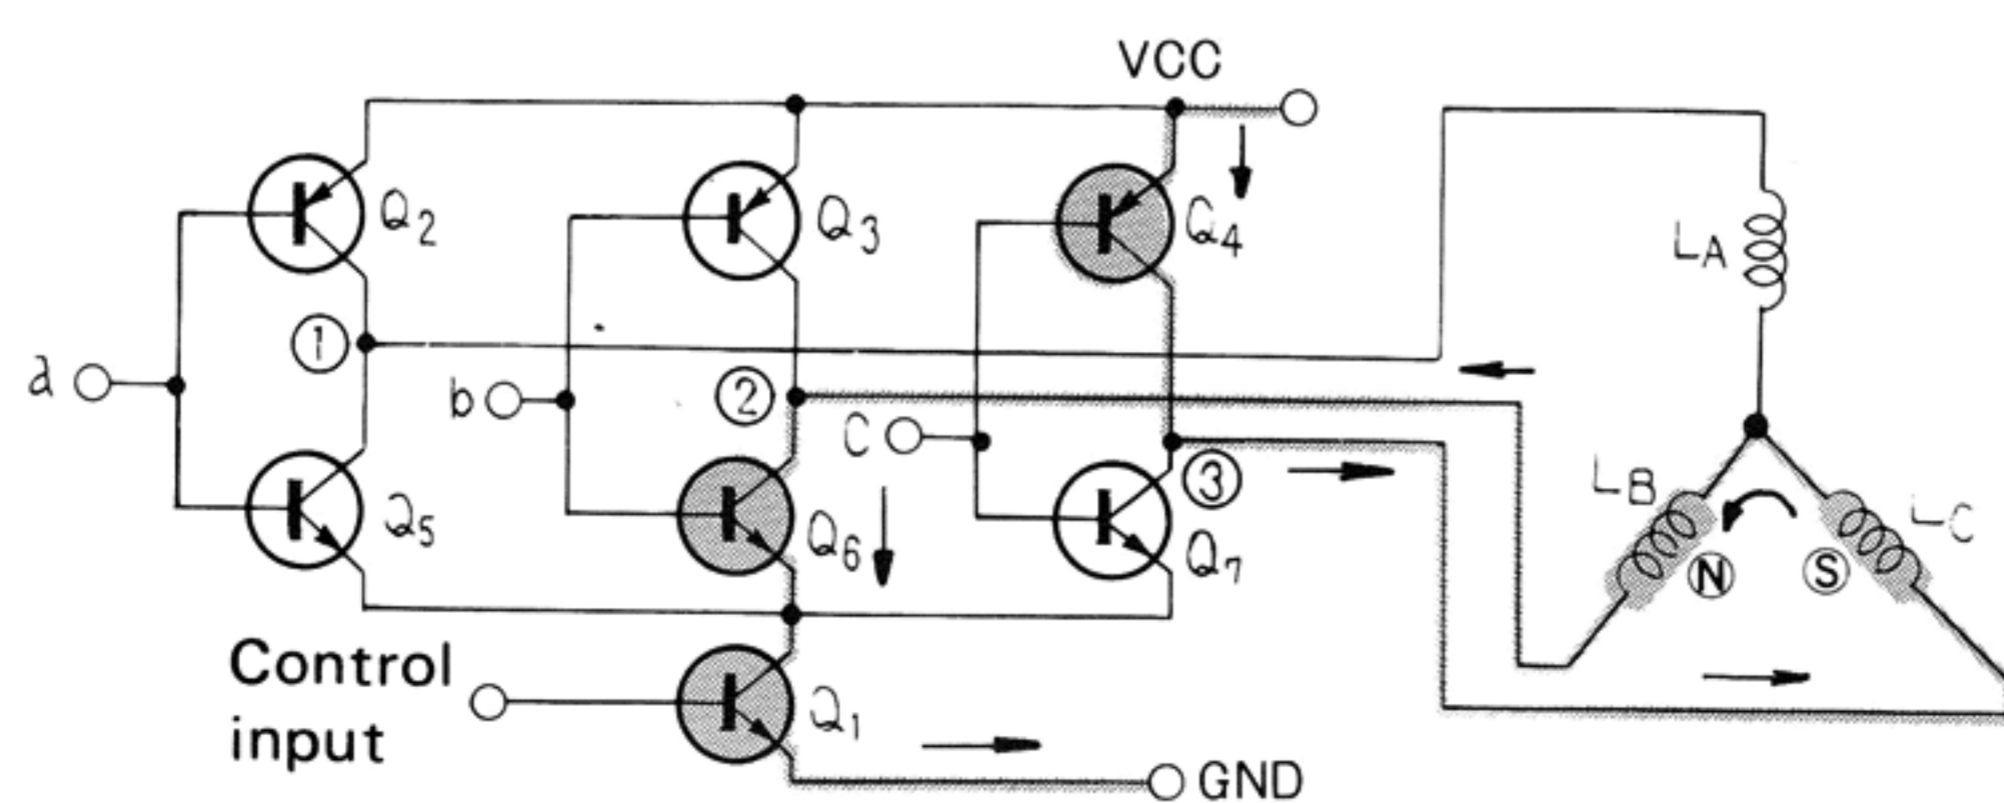 VCC
Q2
Q3
Q4
LA
①
a
b
②
C
③
LB
LC
Q5
Q6
Q7
Ⓝ
Ⓢ
Control
input
Q1
GND